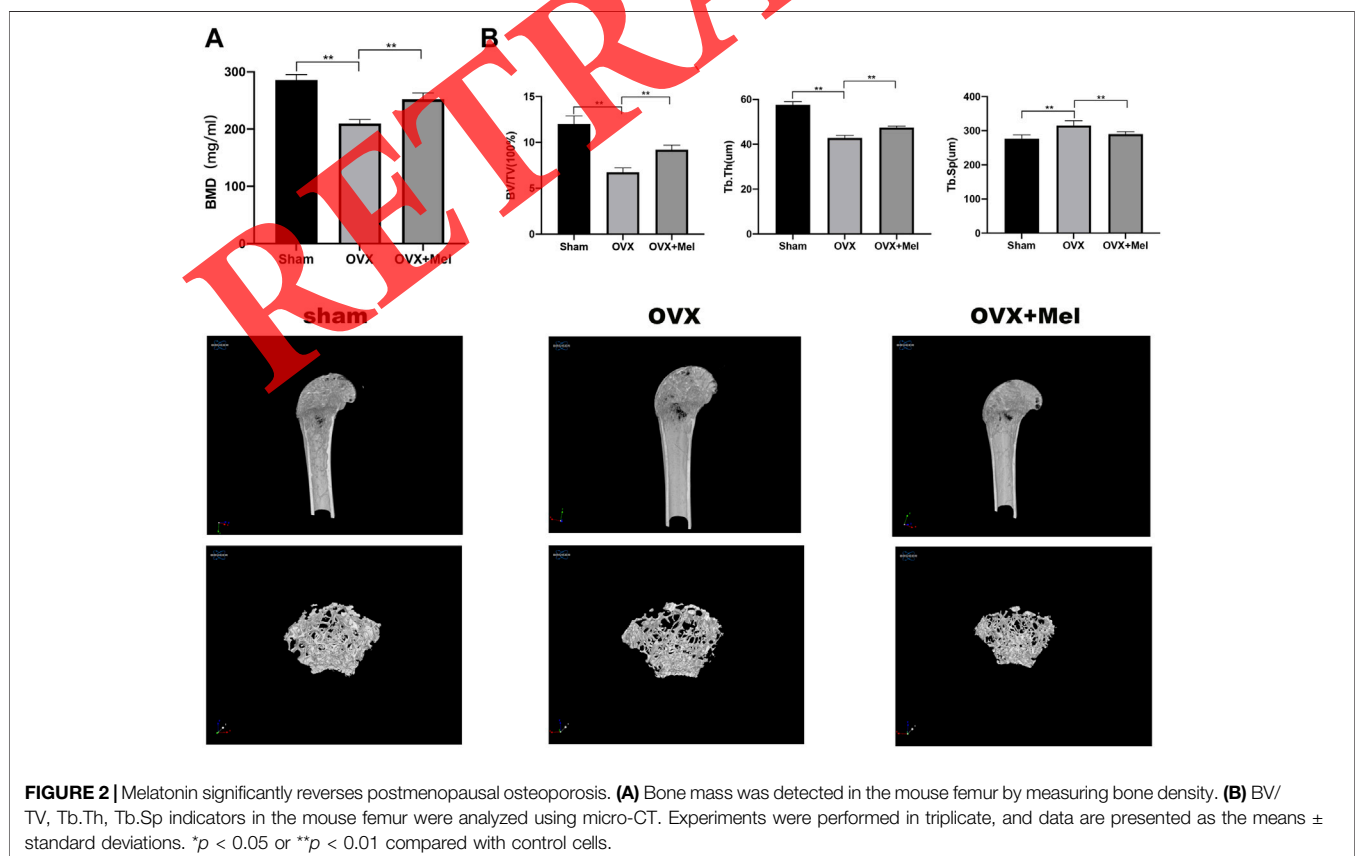 A
B
**
**
300
200
100
0
BMD (mg/ml)
Sham OVX OVX+Mel
**
**
15
10
5
0
BV/TV(100%)
Sham OVX OVX+Mel
**
**
60
40
20
0
Tb.Th(um)
Sham OVX OVX+Mel
**
**
400
300
200
100
0
Tb.Sp(um)
Sham OVX OVX+Mel
RETRA
sham OVX OVX+Mel
FIGURE 2 | Melatonin significantly reverses postmenopausal osteoporosis. (A) Bone mass was detected in the mouse femur by measuring bone density. (B) BV/
TV, Tb.Th, Tb.Sp indicators in the mouse femur were analyzed using micro-CT. Experiments were performed in triplicate, and data are presented as the means ±
standard deviations. *p < 0.05 or **p < 0.01 compared with control cells.